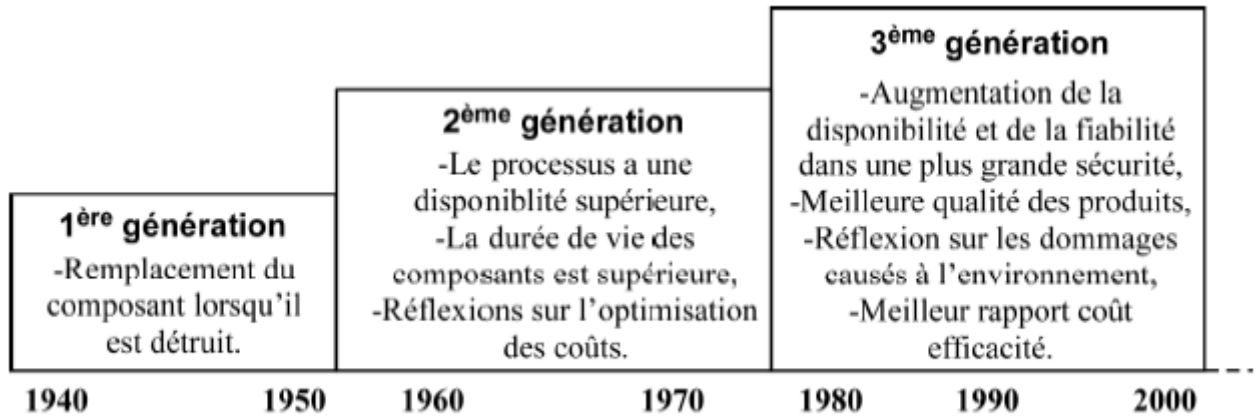 1ère génération
-Remplacement du
composant lorsqu'il
est détruit.
2ème génération
-Le processus a une
disponiblité supérieure,
-La durée de vie des
composants est supérieure,
-Réflexions sur l'optimisation
des coûts.
3ème génération
-Augmentation de la
disponibilité et de la fiabilité
dans une plus grande sécurité,
-Meilleure qualité des produits,
-Réflexion sur les dommages
causés à l'environnement,
-Meilleur rapport coût
efficacité.
1940 1950 1960 1970 1980 1990 2000